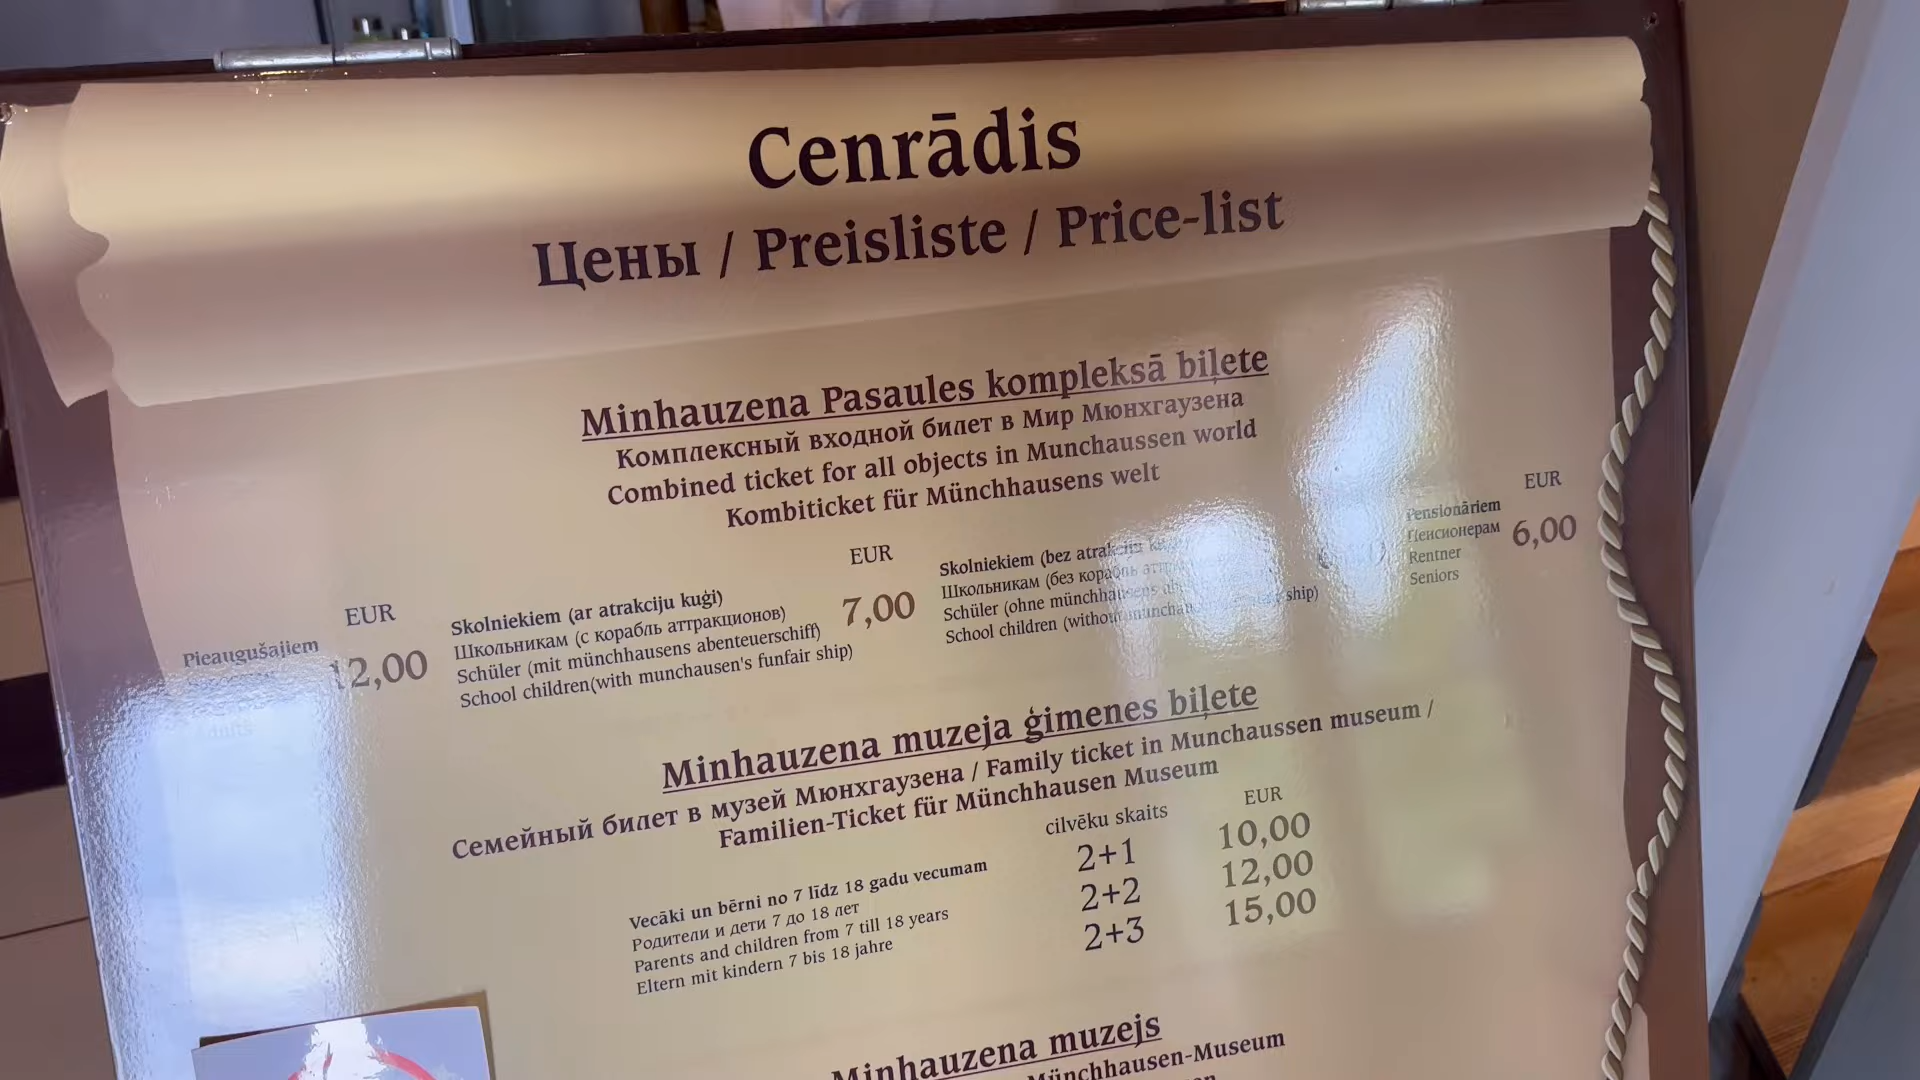 Cenrādis
Цены / Preisliste / Price-list
Minhauzena Pasaules kompleksā biļete
Комплексный входной билет в Мир Мюнхгаузена
Combined ticket for all objects in Munchaussen world
Kombiticket für Münchhausens welt
EUR
Pieaugušajiem
12,00
Adults
EUR
Skolniekiem (ar atrakciju kuģi)
Школьникам (с корабль аттракционов)
Schüler (mit münchhausens abenteuerschiff)
School children(with munchausen's funfair ship)
7,00
Skolniekiem (bez atrakciju
Школьникам (без корабль
Schüler (ohne münchhausens
School children (without munchausen's ship)
EUR
Pensionāriem
Пенсионерам
Rentner
Seniors
6,00
Minhauzena muzeja ģimenes biļete
Семейный билет в музей Мюнхгаузена / Family ticket in Munchaussen museum /
Familien-Ticket für Münchhausen Museum
cilvēku skaits EUR
Vecāki un bērni no 7 līdz 18 gadu vecumam
Родители и дети 7 до 18 лет
Parents and children from 7 till 18 years
Eltern mit kindern 7 bis 18 jahre
2+1 10,00
2+2 12,00
2+3 15,00
Minhauzena muzejs
Münchhausen-Museum